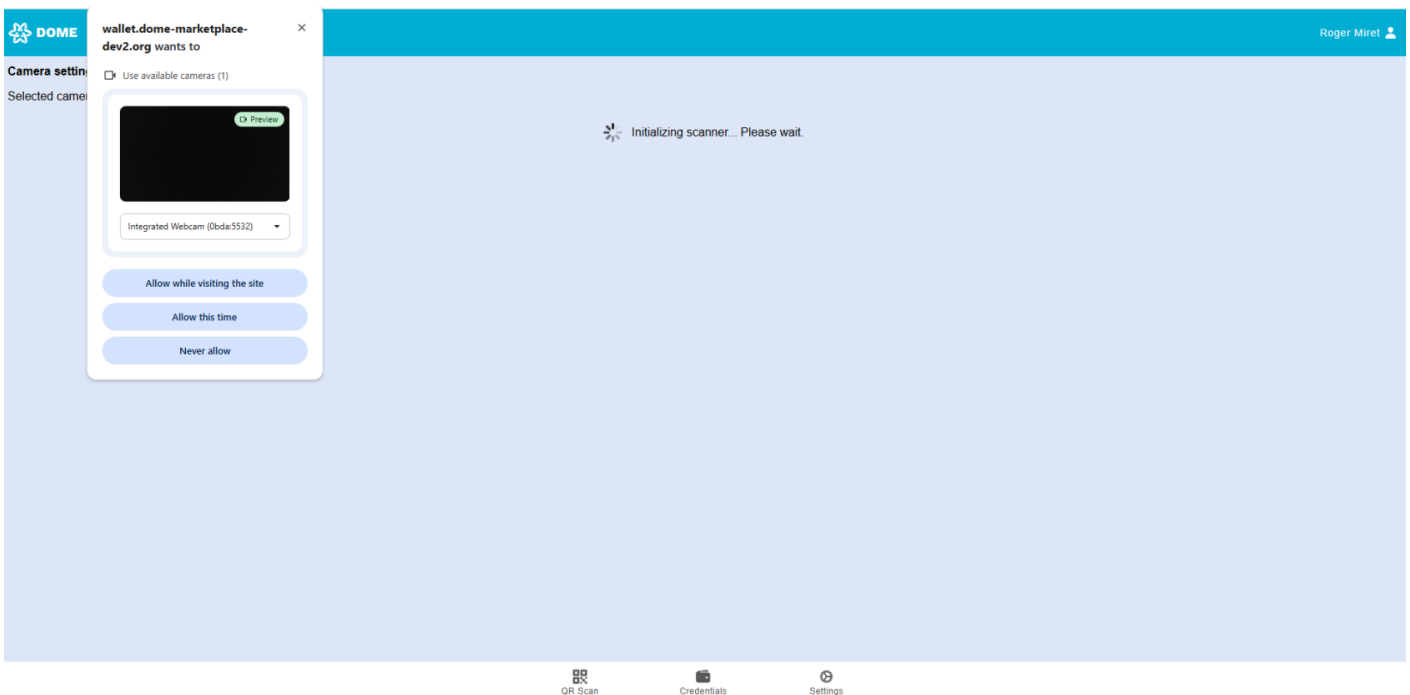 DOME
Roger Miret
wallet.dome-marketplace-
dev2.org wants to
Use available cameras (1)
Preview
Integrated Webcam (0bda:5532)
Allow while visiting the site
Allow this time
Never allow
Camera settin
Selected came
Initializing scanner... Please wait.
QR Scan
Credentials
Settings